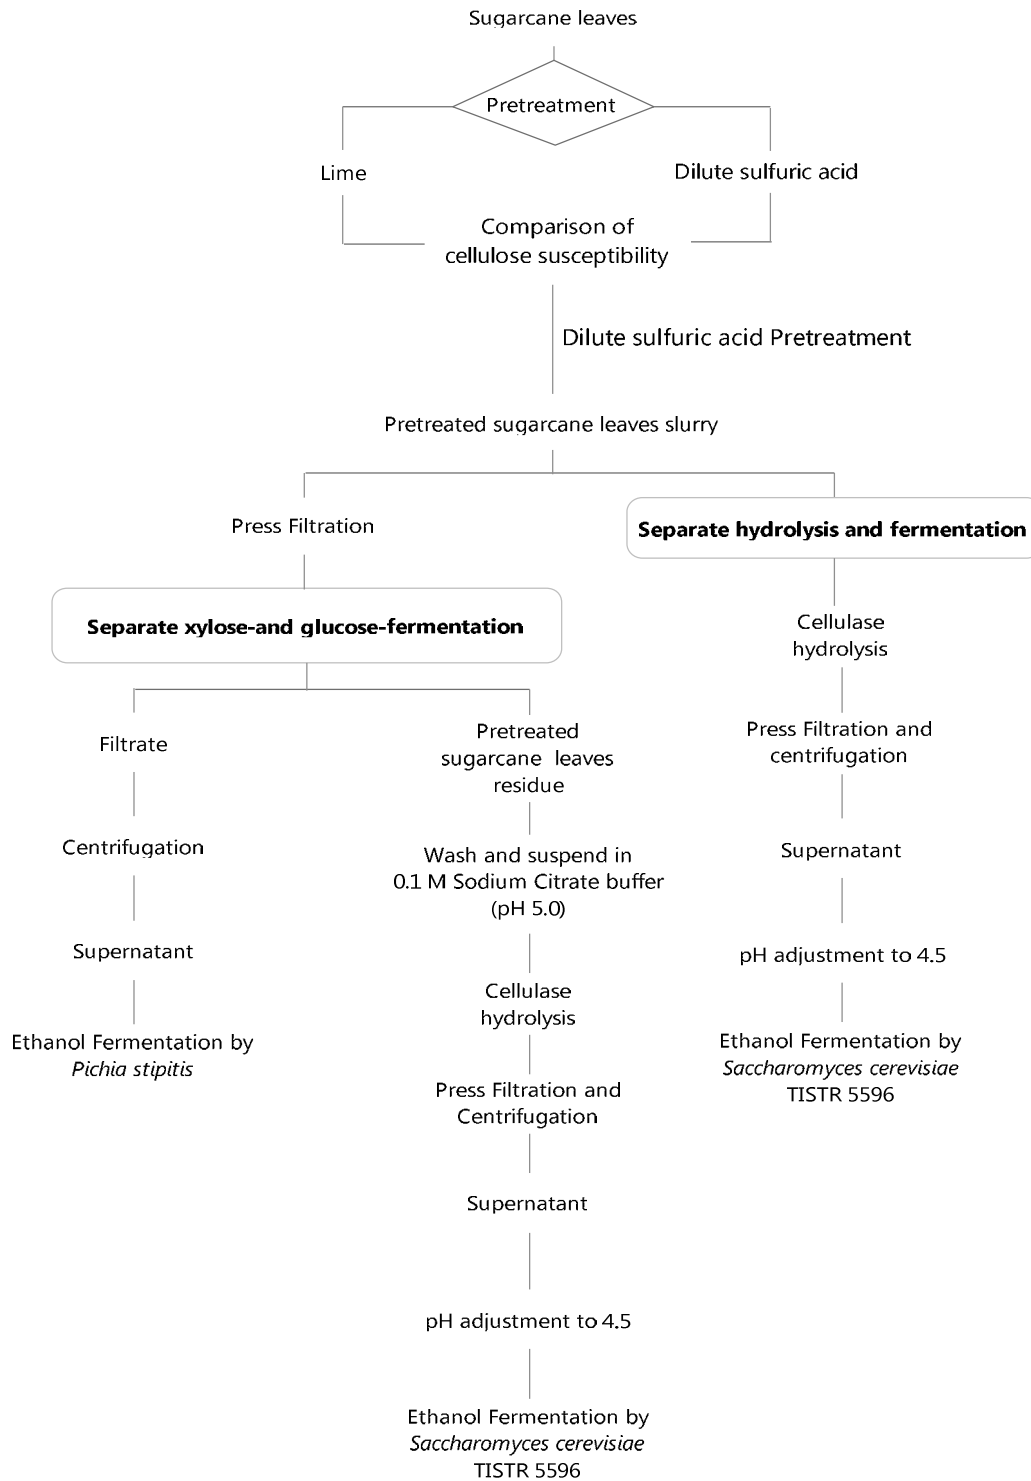 Sugarcane leaves
Pretreatment
Lime
Dilute sulfuric acid
Comparison of
cellulose susceptibility
Dilute sulfuric acid Pretreatment
Pretreated sugarcane leaves slurry
Press Filtration
Separate xylose-and glucose-fermentation
Filtrate
Centrifugation
Supernatant
Ethanol Fermentation by
Pichia stipitis
Pretreated
sugarcane leaves
residue
Wash and suspend in
0.1 M Sodium Citrate buffer
(pH 5.0)
Cellulase
hydrolysis
Press Filtration and
Centrifugation
Supernatant
pH adjustment to 4.5
Ethanol Fermentation by
Saccharomyces cerevisiae
TISTR 5596
Separate hydrolysis and fermentation
Cellulase
hydrolysis
Press Filtration and
centrifugation
Supernatant
pH adjustment to 4.5
Ethanol Fermentation by
Saccharomyces cerevisiae
TISTR 5596